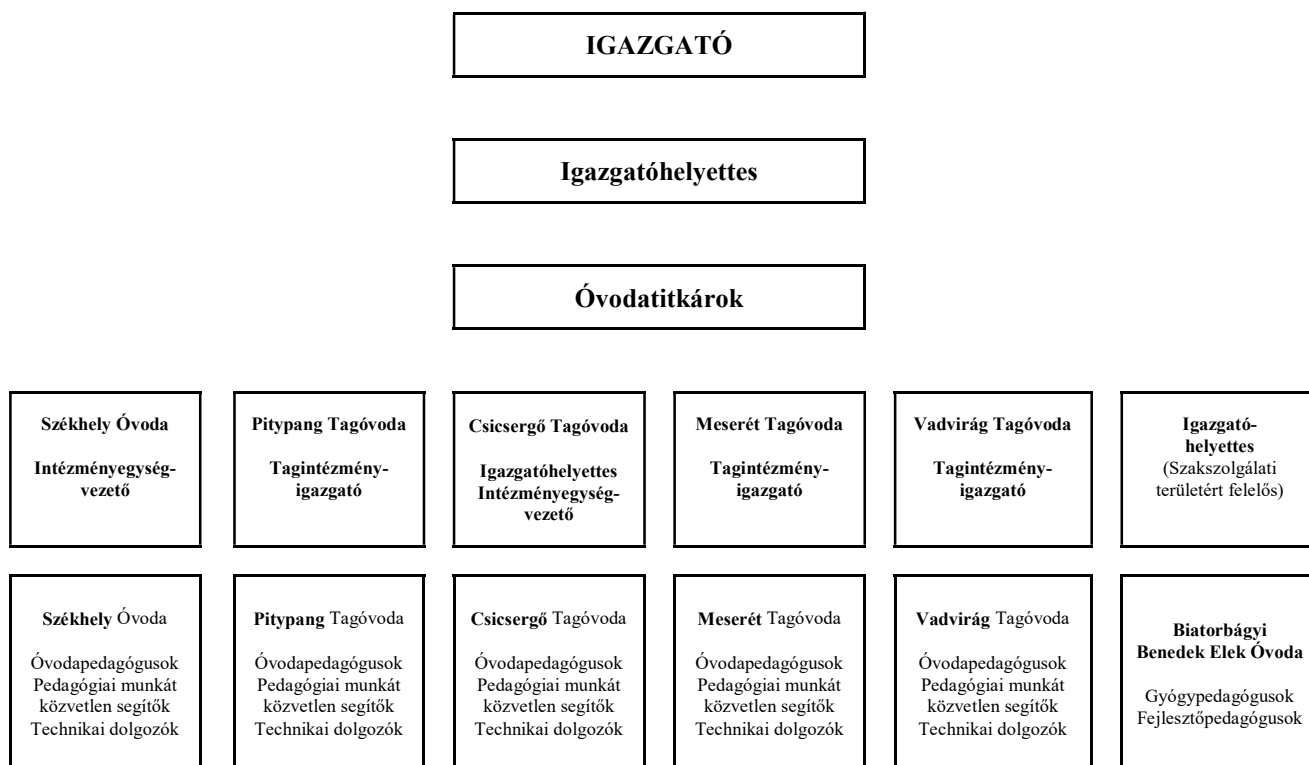 IGAZGATÓ
Igazgatóhelyettes
Óvodatitkárok
Székhely Óvoda
Intézményegység-
vezető
Pitypang Tagóvoda
Tagintézmény-
igazgató
Csicsergő Tagóvoda
Igazgatóhelyettes
Intézményegység-
vezető
Meserét Tagóvoda
Tagintézmény-
igazgató
Vadvirág Tagóvoda
Tagintézmény-
igazgató
Igazgató-
helyettes
(Szakszolgálati
területért felelős)
Székhely Óvoda
Óvodapedagógusok
Pedagógiai munkát
közvetlen segítők
Technikai dolgozók
Pitypang Tagóvoda
Óvodapedagógusok
Pedagógiai munkát
közvetlen segítők
Technikai dolgozók
Csicsergő Tagóvoda
Óvodapedagógusok
Pedagógiai munkát
közvetlen segítők
Technikai dolgozók
Meserét Tagóvoda
Óvodapedagógusok
Pedagógiai munkát
közvetlen segítők
Technikai dolgozók
Vadvirág Tagóvoda
Óvodapedagógusok
Pedagógiai munkát
közvetlen segítők
Technikai dolgozók
Biatorbágyi
Benedek Elek Óvoda
Gyógypedagógusok
Fejlesztőpedagógusok